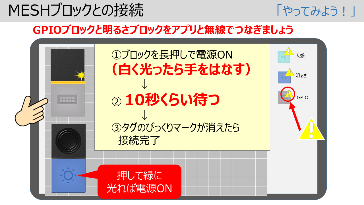 MESHブロックとの接続
「やってみよう！」
GPIOブロックと明るさブロックをアプリと無線でつなぎましょう
①ブロックを長押しで電源ON
（白く光ったら手をはなす）
↓
② 10秒くらい待つ
↓
③タグのびっくりマークが消えたら
接続完了
押して緑に
光れば電源ON
GPIO